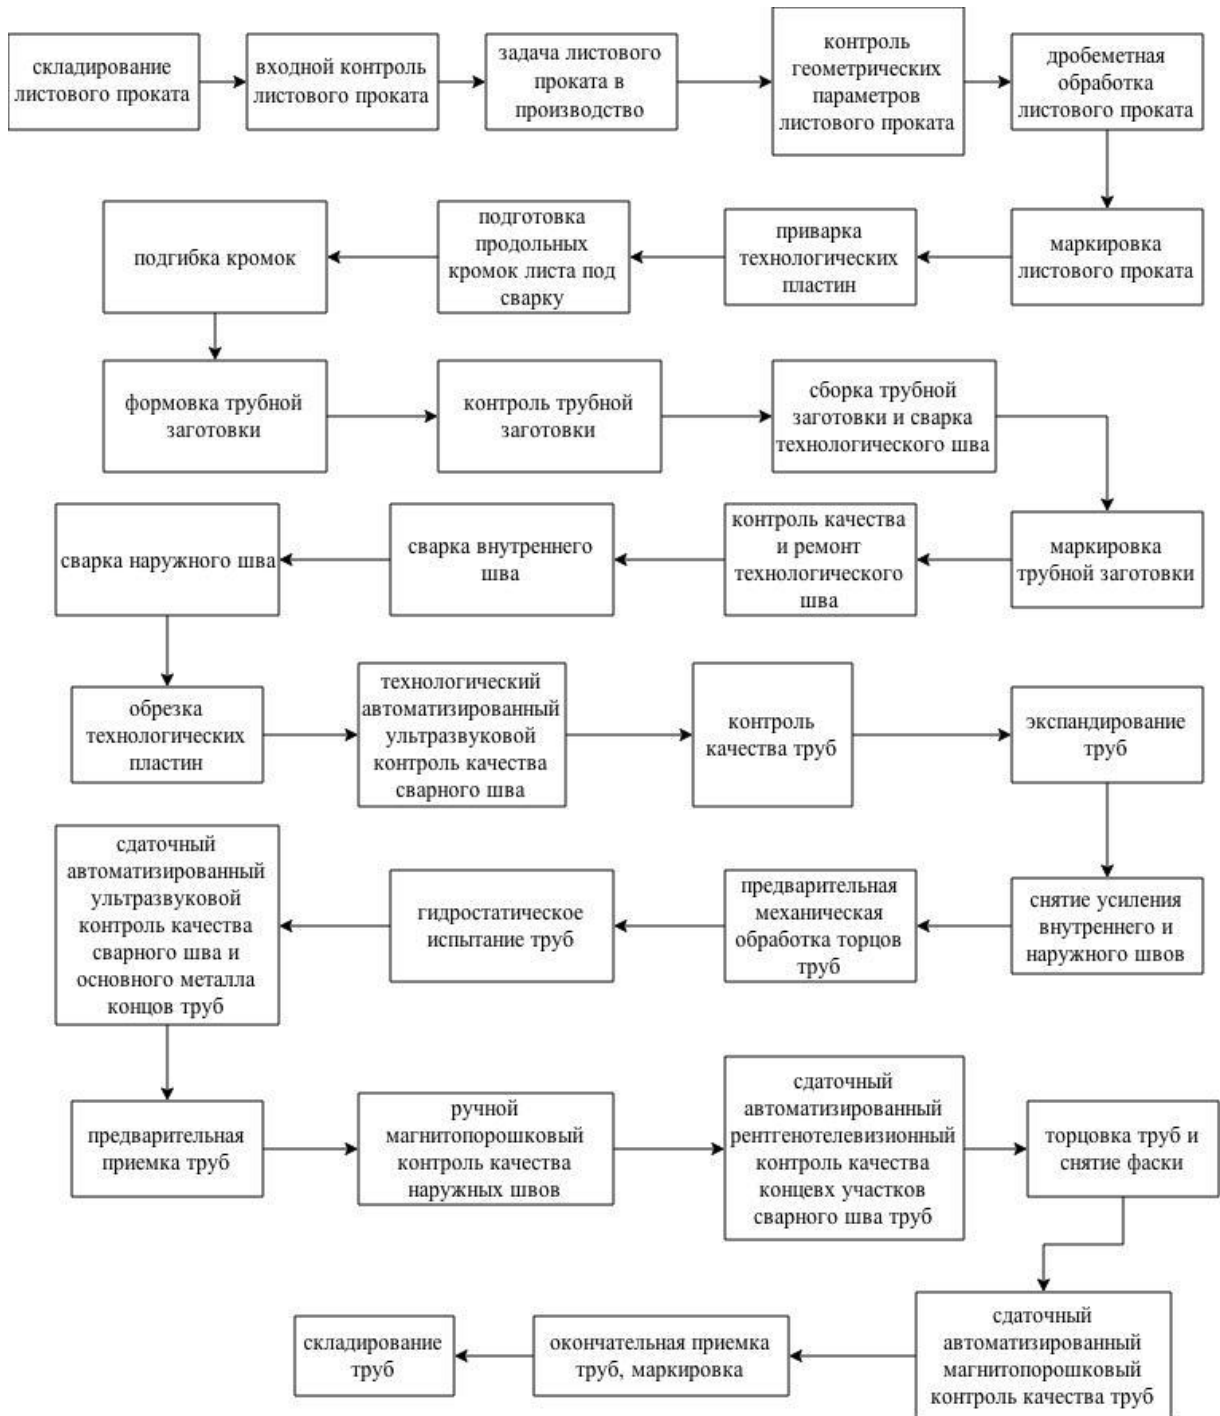 складирование
листового проката
входной контроль
листового проката
задача листового
проката в
производство
контроль
геометрических
параметров
листового проката
дробеметная
обработка
листового проката
маркировка
листового проката
приварка
технологических
пластин
подготовка
продольных
кромок листа под
сварку
подгибка кромок
формовка трубной
заготовки
контроль трубной
заготовки
сборка трубной
заготовки и сварка
технологического шва
маркировка
трубной заготовки
контроль качества
и ремонт
технологического
шва
сварка внутреннего
шва
сварка наружного шва
обрезка
технологических
пластин
технологический
автоматизированный
ультразвуковой
контроль качества
сварного шва
контроль
качества труб
экспандирование
труб
снятие усиления
внутреннего и
наружного швов
предварительная
механическая
обработка торцов
труб
гидростатическое
испытание труб
сдаточный
автоматизированный
ультразвуковой
контроль качества
сварного шва и
основного металла
концов труб
предварительная
приемка труб
ручной
магнитопорошковый
контроль качества
наружных швов
сдаточный
автоматизированный
рентгенотелевизионный
контроль качества
концевх участков
сварного шва труб
торцовка труб и
снятие фаски
сдаточный
автоматизированный
магнитопорошковый
контроль качества труб
окончательная приемка
труб, маркировка
складирование
труб